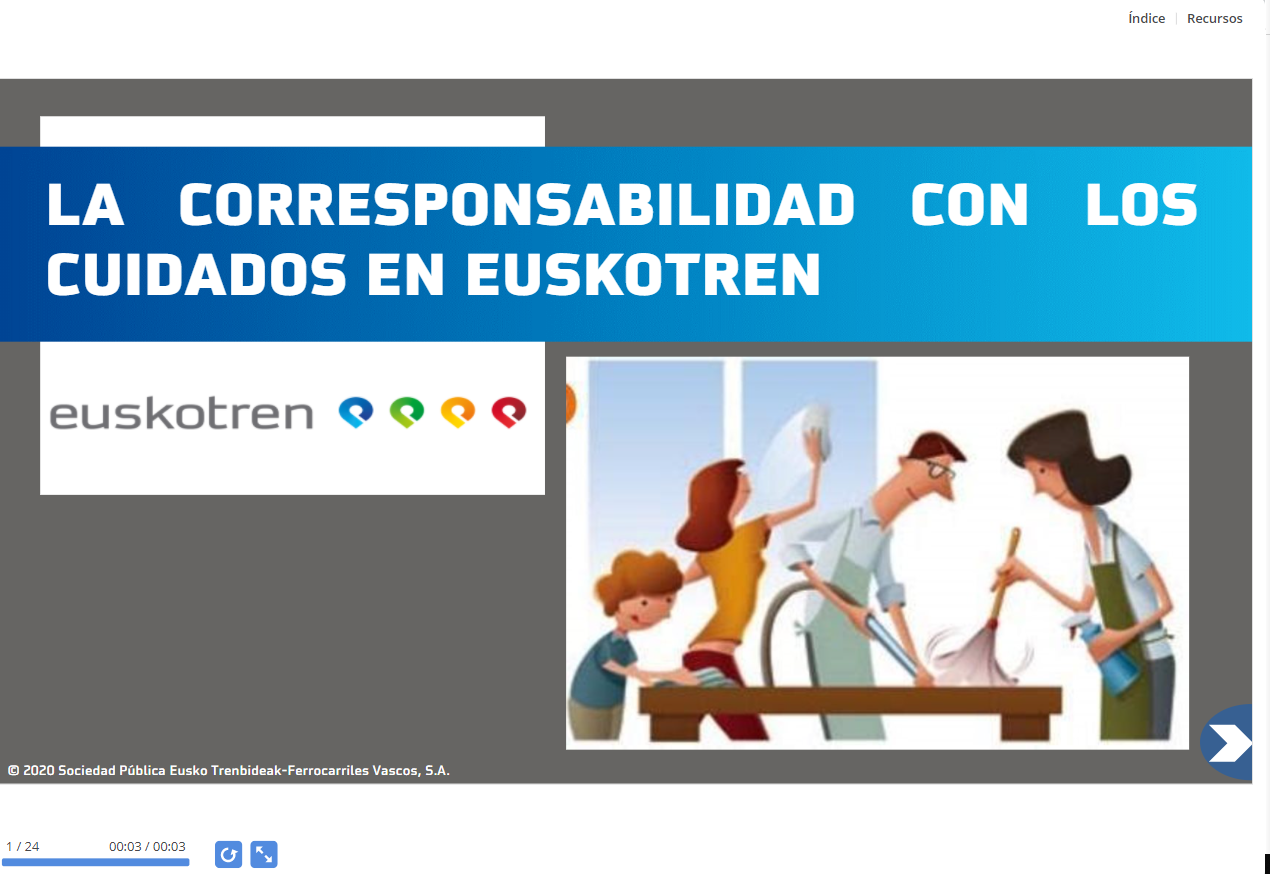 Índice Recursos
LA CORRESPONSABILIDAD CON LOS
CUIDADOS EN EUSKOTREN
euskotren
© 2020 Sociedad Pública Eusko Trenbideak-Ferrocarriles Vascos, S.A.
1 / 24 00:03 / 00:03